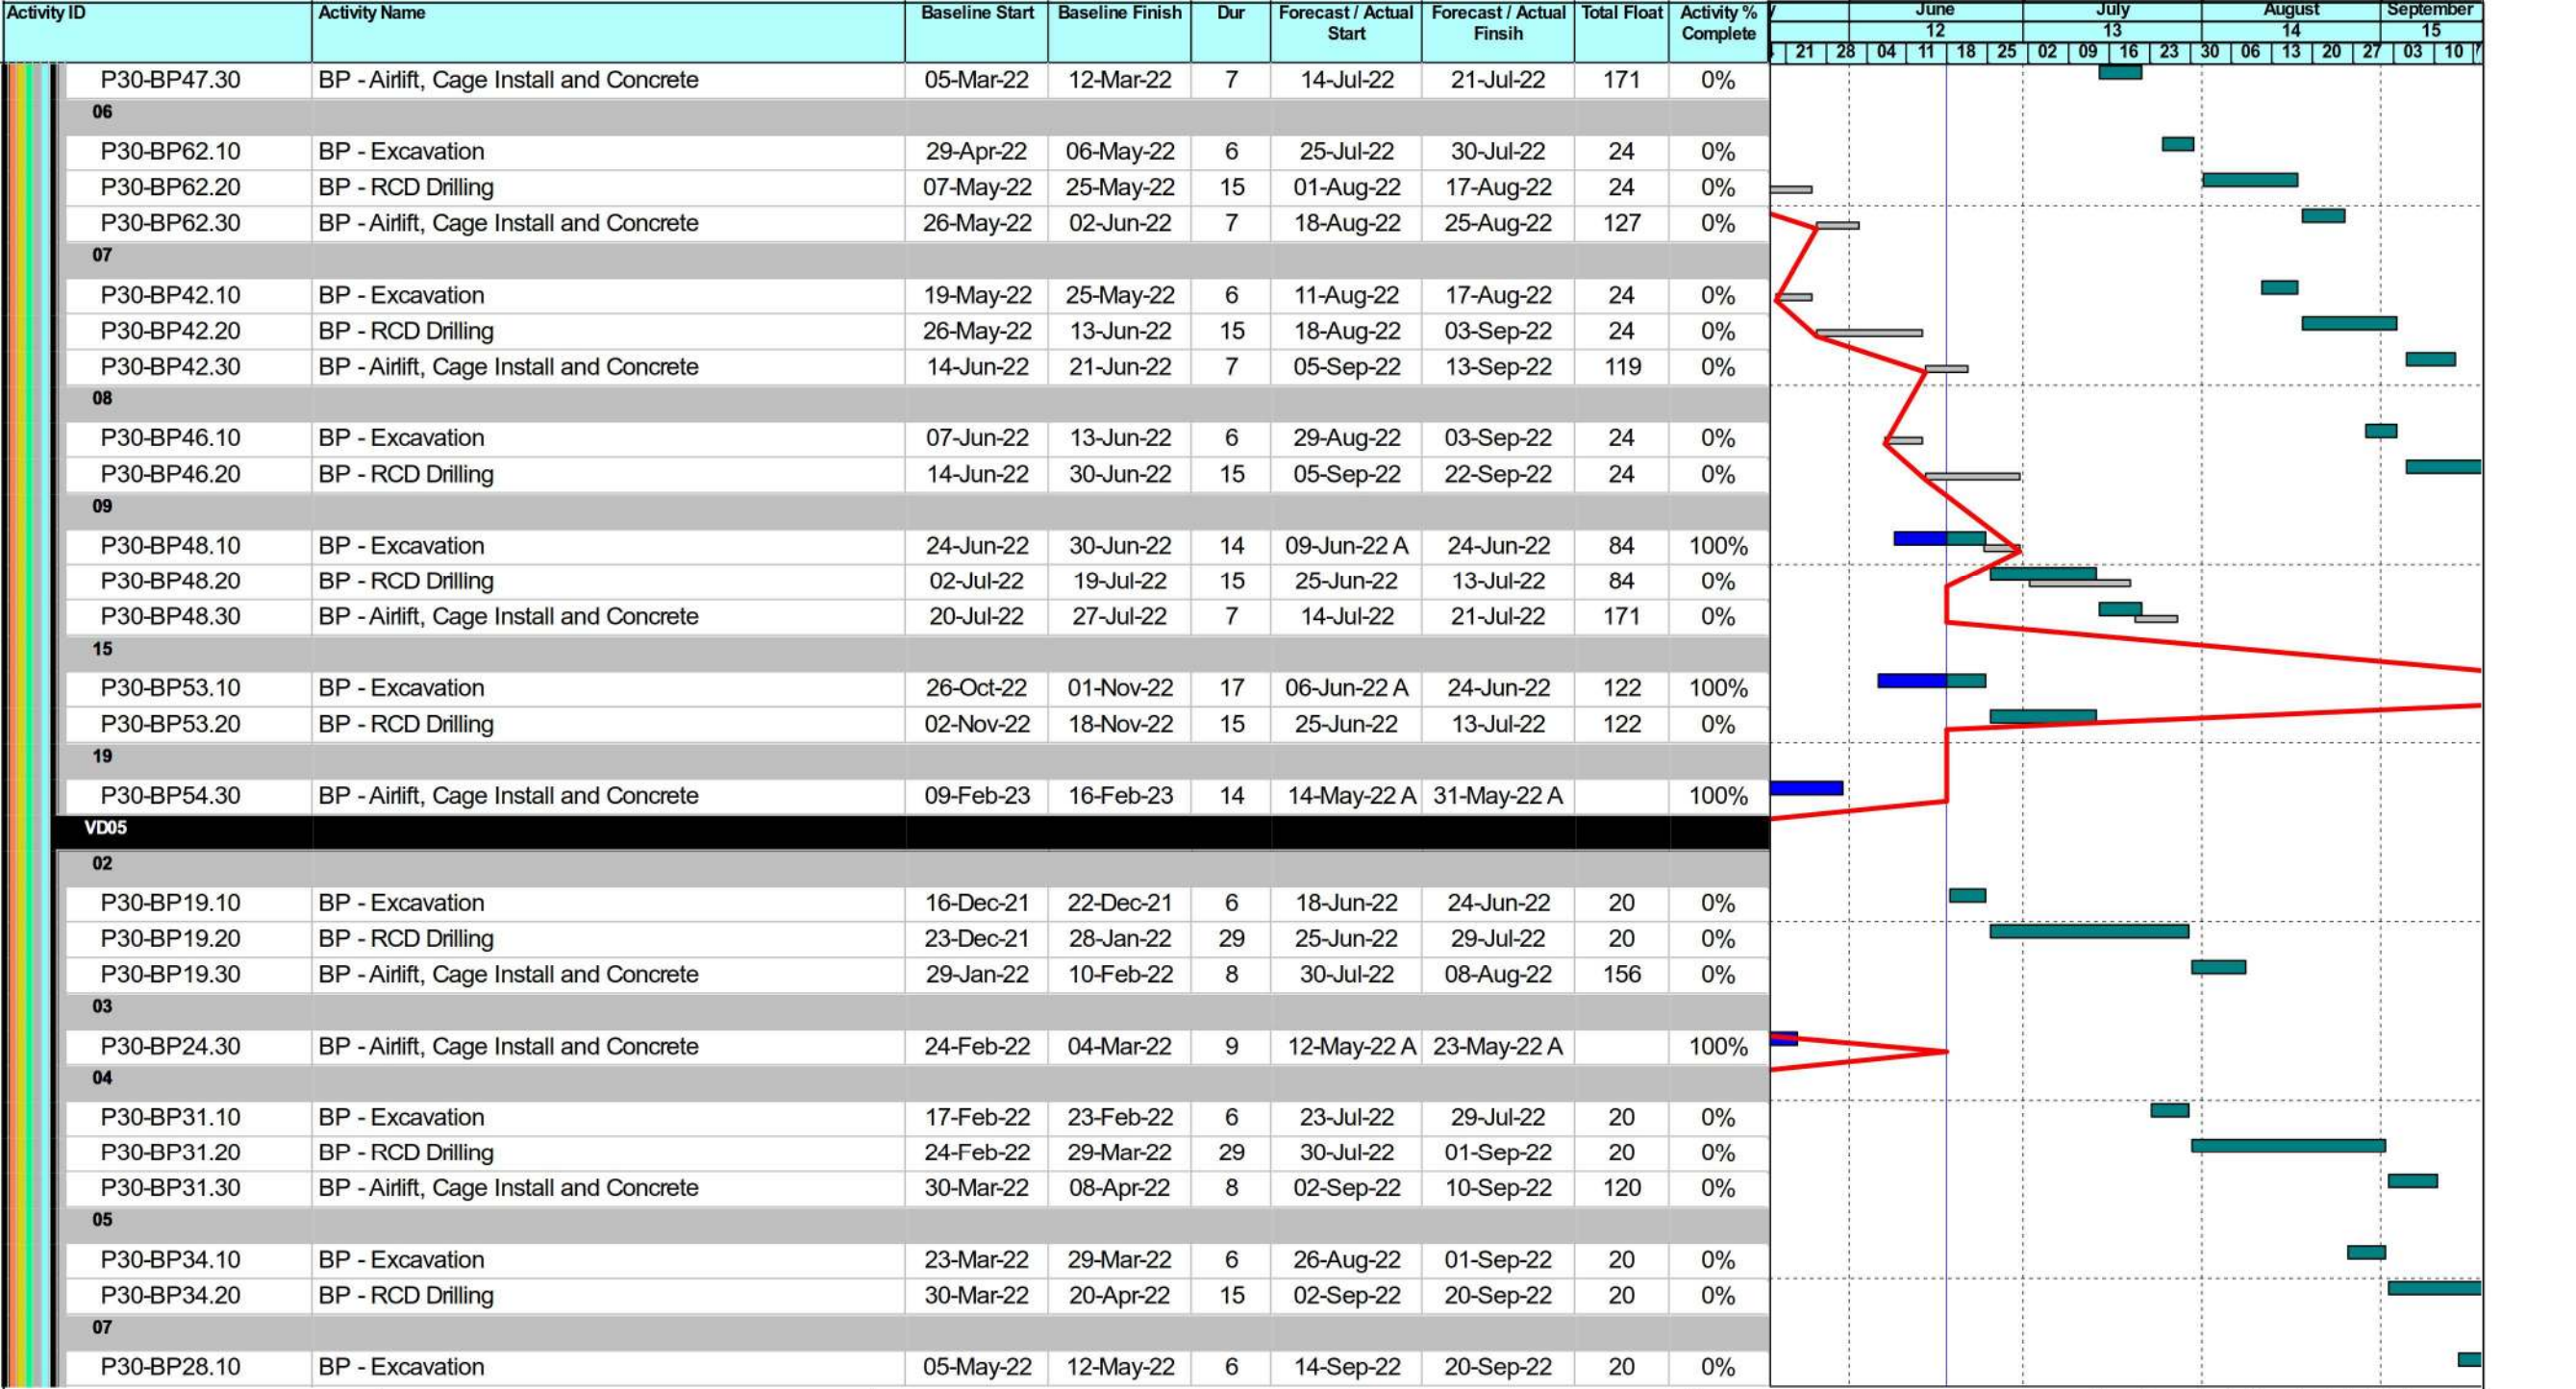 Activity ID Activity Name Baseline Start Baseline Finish Dur Forecast / Actual Start Forecast / Actual Finsih Total Float Activity % Complete June July August September
12 13 14 15
21 28 04 11 18 25 02 09 16 23 30 06 13 20 27 03 10
P30-BP47.30 BP - Airlift, Cage Install and Concrete 05-Mar-22 12-Mar-22 7 14-Jul-22 21-Jul-22 171 0%
06
P30-BP62.10 BP - Excavation 29-Apr-22 06-May-22 6 25-Jul-22 30-Jul-22 24 0%
P30-BP62.20 BP - RCD Drilling 07-May-22 25-May-22 15 01-Aug-22 17-Aug-22 24 0%
P30-BP62.30 BP - Airlift, Cage Install and Concrete 26-May-22 02-Jun-22 7 18-Aug-22 25-Aug-22 127 0%
07
P30-BP42.10 BP - Excavation 19-May-22 25-May-22 6 11-Aug-22 17-Aug-22 24 0%
P30-BP42.20 BP - RCD Drilling 26-May-22 13-Jun-22 15 18-Aug-22 03-Sep-22 24 0%
P30-BP42.30 BP - Airlift, Cage Install and Concrete 14-Jun-22 21-Jun-22 7 05-Sep-22 13-Sep-22 119 0%
08
P30-BP46.10 BP - Excavation 07-Jun-22 13-Jun-22 6 29-Aug-22 03-Sep-22 24 0%
P30-BP46.20 BP - RCD Drilling 14-Jun-22 30-Jun-22 15 05-Sep-22 22-Sep-22 24 0%
09
P30-BP48.10 BP - Excavation 24-Jun-22 30-Jun-22 14 09-Jun-22 A 24-Jun-22 84 100%
P30-BP48.20 BP - RCD Drilling 02-Jul-22 19-Jul-22 15 25-Jun-22 13-Jul-22 84 0%
P30-BP48.30 BP - Airlift, Cage Install and Concrete 20-Jul-22 27-Jul-22 7 14-Jul-22 21-Jul-22 171 0%
15
P30-BP53.10 BP - Excavation 26-Oct-22 01-Nov-22 17 06-Jun-22 A 24-Jun-22 122 100%
P30-BP53.20 BP - RCD Drilling 02-Nov-22 18-Nov-22 15 25-Jun-22 13-Jul-22 122 0%
19
P30-BP54.30 BP - Airlift, Cage Install and Concrete 09-Feb-23 16-Feb-23 14 14-May-22 A 31-May-22 A 100%
VD05
02
P30-BP19.10 BP - Excavation 16-Dec-21 22-Dec-21 6 18-Jun-22 24-Jun-22 20 0%
P30-BP19.20 BP - RCD Drilling 23-Dec-21 28-Jan-22 29 25-Jun-22 29-Jul-22 20 0%
P30-BP19.30 BP - Airlift, Cage Install and Concrete 29-Jan-22 10-Feb-22 8 30-Jul-22 08-Aug-22 156 0%
03
P30-BP24.30 BP - Airlift, Cage Install and Concrete 24-Feb-22 04-Mar-22 9 12-May-22 A 23-May-22 A 100%
04
P30-BP31.10 BP - Excavation 17-Feb-22 23-Feb-22 6 23-Jul-22 29-Jul-22 20 0%
P30-BP31.20 BP - RCD Drilling 24-Feb-22 29-Mar-22 29 30-Jul-22 01-Sep-22 20 0%
P30-BP31.30 BP - Airlift, Cage Install and Concrete 30-Mar-22 08-Apr-22 8 02-Sep-22 10-Sep-22 120 0%
05
P30-BP34.10 BP - Excavation 23-Mar-22 29-Mar-22 6 26-Aug-22 01-Sep-22 20 0%
P30-BP34.20 BP - RCD Drilling 30-Mar-22 20-Apr-22 15 02-Sep-22 20-Sep-22 20 0%
07
P30-BP28.10 BP - Excavation 05-May-22 12-May-22 6 14-Sep-22 20-Sep-22 20 0%